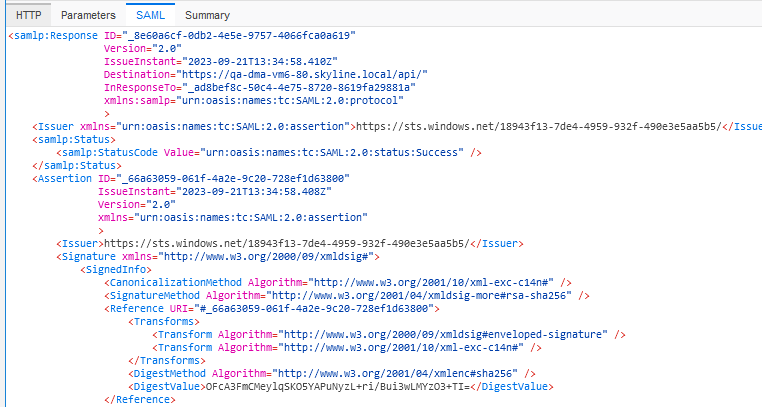 HTTP Parameters SAML Summary
<samlp:Response ID="_8e60a6cf-0db2-4e5e-9757-4066fca0a619"
Version="2.0"
IssueInstant="2023-09-21T13:34:58.410Z"
Destination="https://qa-dma-vm6-80.skyline.local/api/"
InResponseTo="_ad8bef8c-50c4-4e75-8720-8619fa29881a"
xmlns:samlp="urn:oasis:names:tc:SAML:2.0:protocol"
>
<Issuer xmlns="urn:oasis:names:tc:SAML:2.0:assertion">https://sts.windows.net/18943f13-7de4-4959-932f-490e3e5aa5b5/</Issue
<samlp:Status>
<samlp:StatusCode Value="urn:oasis:names:tc:SAML:2.0:status:Success" />
</samlp:Status>
<Assertion ID="_66a63059-061f-4a2e-9c20-728ef1d63800"
IssueInstant="2023-09-21T13:34:58.408Z"
Version="2.0"
xmlns="urn:oasis:names:tc:SAML:2.0:assertion"
>
<Issuer>https://sts.windows.net/18943f13-7de4-4959-932f-490e3e5aa5b5/</Issuer>
<Signature xmlns="http://www.w3.org/2000/09/xmldsig#">
<SignedInfo>
<CanonicalizationMethod Algorithm="http://www.w3.org/2001/10/xml-exc-c14n#" />
<SignatureMethod Algorithm="http://www.w3.org/2001/04/xmldsig-more#rsa-sha256" />
<Reference URI="#_66a63059-061f-4a2e-9c20-728ef1d63800">
<Transforms>
<Transform Algorithm="http://www.w3.org/2000/09/xmldsig#enveloped-signature" />
<Transform Algorithm="http://www.w3.org/2001/10/xml-exc-c14n#" />
</Transforms>
<DigestMethod Algorithm="http://www.w3.org/2001/04/xmlenc#sha256" />
<DigestValue>OFcA3FmCMeylqSKO5YAPUNyzL+ri/Bui3wLMYzO3+TI=</DigestValue>
</Reference>